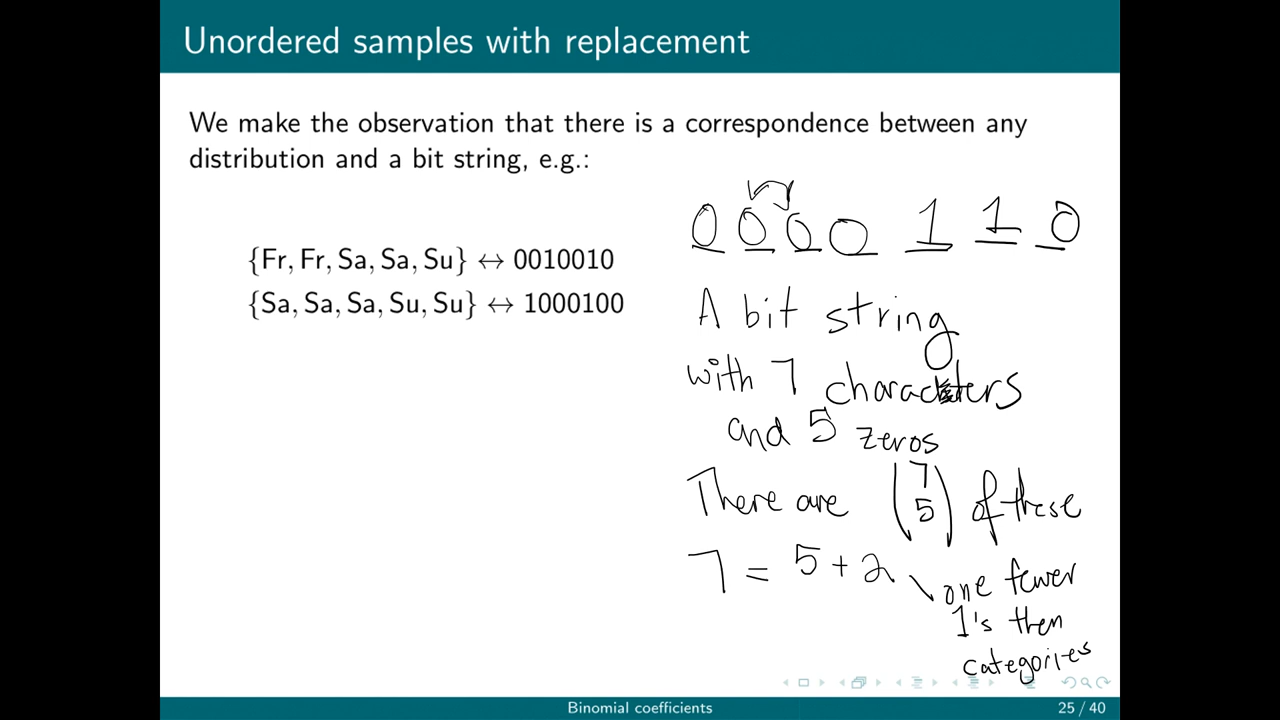 Unordered samples with replacement
We make the observation that there is a correspondence between any
distribution and a bit string, e.g.:
0 0 0 0 1 1 0
{Fr, Fr, Sa, Sa, Su} ↔ 0010010
{Sa, Sa, Sa, Su, Su} ↔ 1000100
A bit string
with 7 characters
and 5 zeros
There are (7 5) of these
7 = 5 + 2
one fewer
1's then
categories
Binomial coefficients 25 / 40